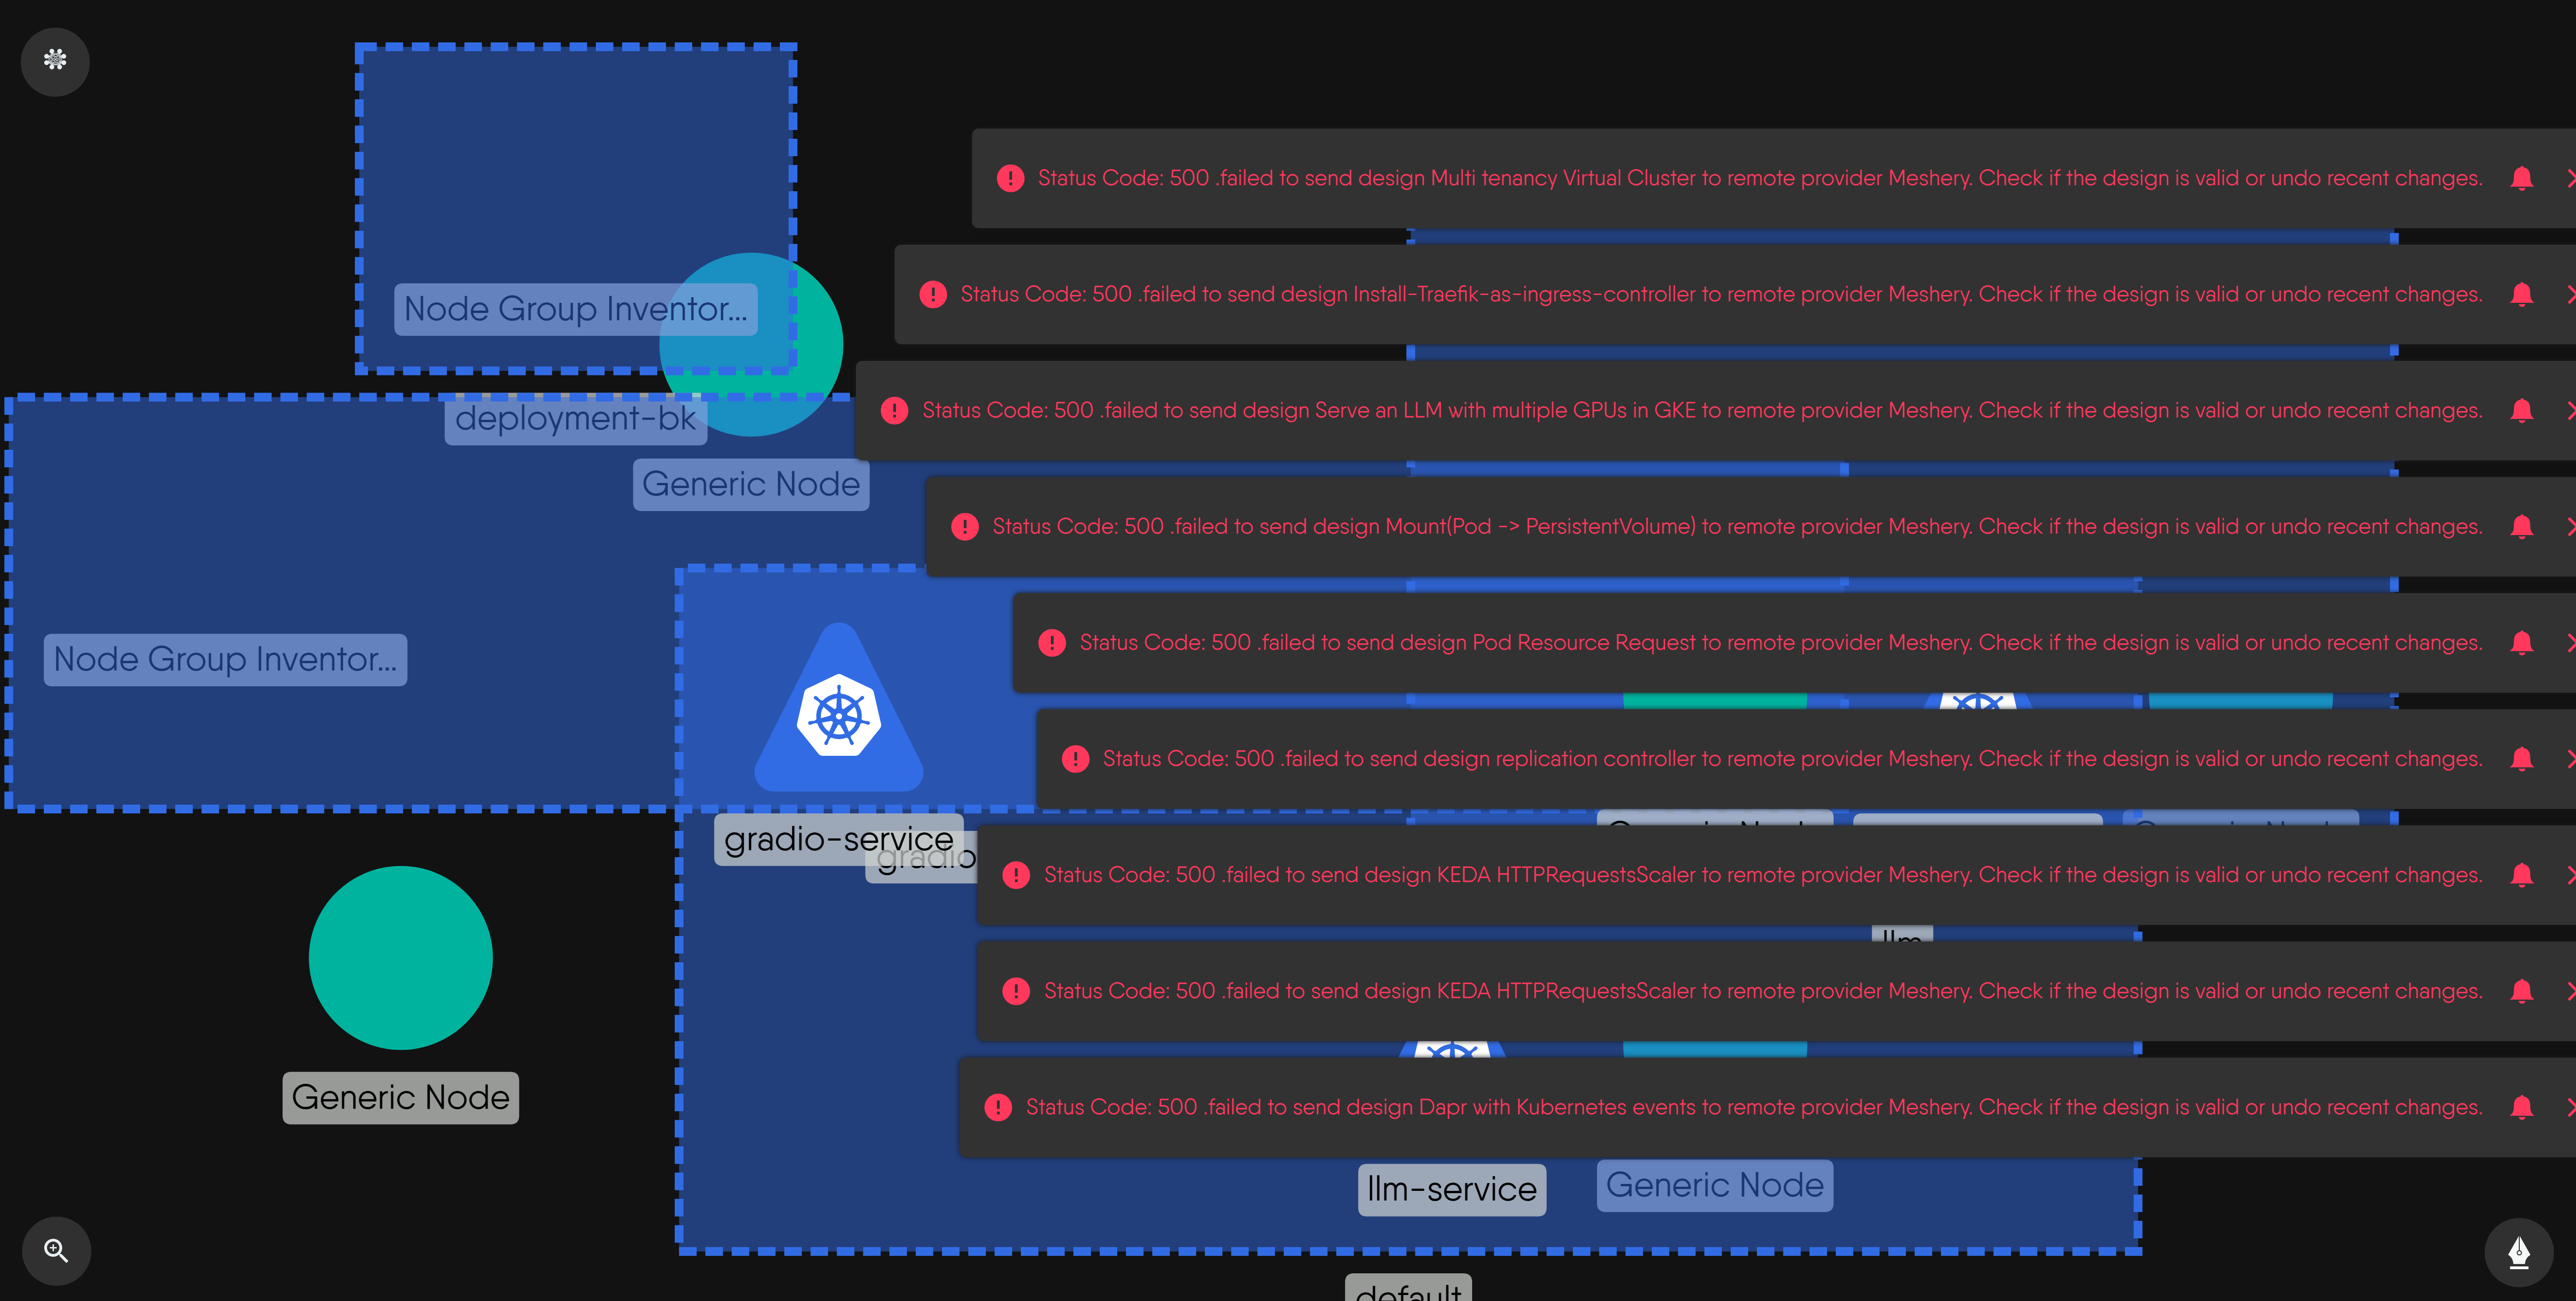 Status Code: 500 .failed to send design Multi tenancy Virtual Cluster to remote provider Meshery. Check if the design is valid or undo recent changes.
Status Code: 500 .failed to send design Install-Traefik-as-ingress-controller to remote provider Meshery. Check if the design is valid or undo recent changes.
Node Group Inventor...
Status Code: 500 .failed to send design Serve an LLM with multiple GPUs in GKE to remote provider Meshery. Check if the design is valid or undo recent changes.
deployment-bk
Generic Node
Status Code: 500 .failed to send design Mount(Pod -> PersistentVolume) to remote provider Meshery. Check if the design is valid or undo recent changes.
Status Code: 500 .failed to send design Pod Resource Request to remote provider Meshery. Check if the design is valid or undo recent changes.
Node Group Inventor...
Status Code: 500 .failed to send design replication controller to remote provider Meshery. Check if the design is valid or undo recent changes.
gradio-service
gradio
Status Code: 500 .failed to send design KEDA HTTPRequestsScaler to remote provider Meshery. Check if the design is valid or undo recent changes.
llm
Status Code: 500 .failed to send design KEDA HTTPRequestsScaler to remote provider Meshery. Check if the design is valid or undo recent changes.
Generic Node
Status Code: 500 .failed to send design Dapr with Kubernetes events to remote provider Meshery. Check if the design is valid or undo recent changes.
llm-service
Generic Node
default